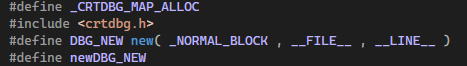 #define _CRTDBG_MAP_ALLOC
#include <crtdbg.h>
#define DBG_NEW new( _NORMAL_BLOCK , __FILE__ , __LINE__ )
#define newDBG_NEW